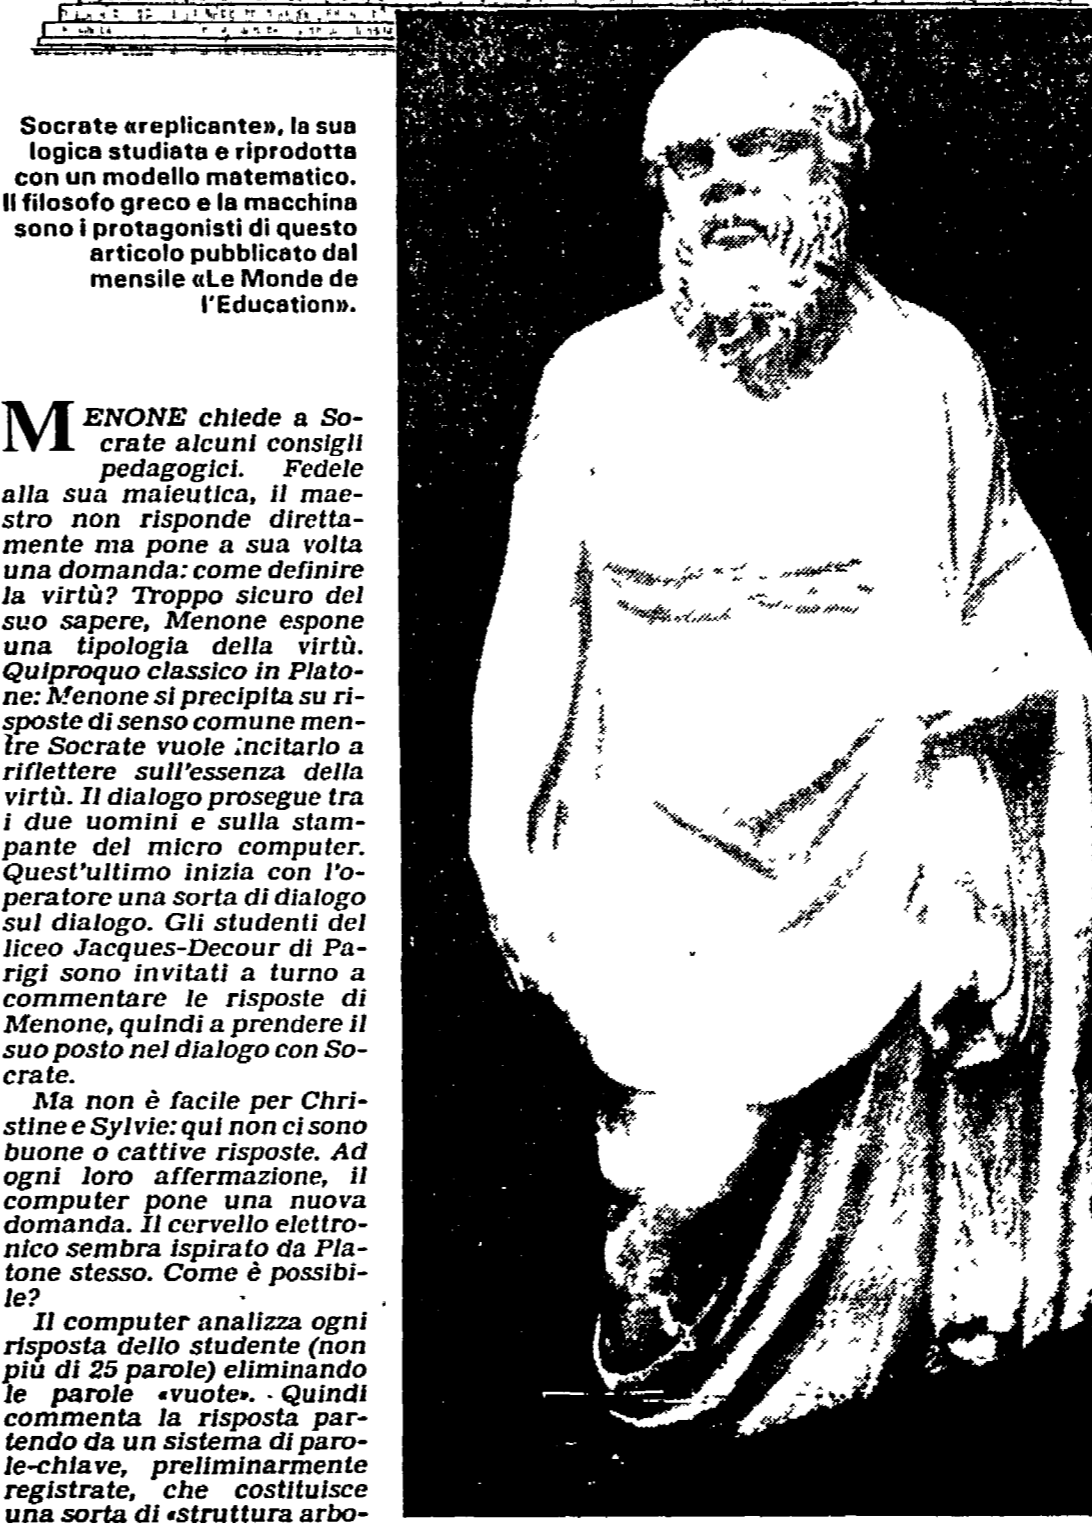 Socrate «replicante», la sua
logica studiata e riprodotta
con un modello matematico.
Il filosofo greco e la macchina
sono i protagonisti di questo
articolo pubblicato dal
mensile «Le Monde de
l'Education».
MENONE chiede a So-
crate alcuni consigli
pedagogici. Fedele
alla sua maieutica, il mae-
stro non risponde diretta-
mente ma pone a sua volta
una domanda: come definire
la virtù? Troppo sicuro del
suo sapere, Menone espone
una tipologia della virtù.
Quiproquo classico in Plato-
ne: Menone si precipita su ri-
sposte di senso comune men-
tre Socrate vuole incitarlo a
riflettere sull'essenza della
virtù. Il dialogo prosegue tra
i due uomini e sulla stam-
pante del micro computer.
Quest'ultimo inizia con l'o-
peratore una sorta di dialogo
sul dialogo. Gli studenti del
liceo Jacques-Decour di Pa-
rigi sono invitati a turno a
commentare le risposte di
Menone, quindi a prendere il
suo posto nel dialogo con So-
crate.
Ma non è facile per Chri-
stine e Sylvie: qui non ci sono
buone o cattive risposte. Ad
ogni loro affermazione, il
computer pone una nuova
domanda. Il cervello elettro-
nico sembra ispirato da Pla-
tone stesso. Come è possibi-
le?
Il computer analizza ogni
risposta dello studente (non
più di 25 parole) eliminando
le parole «vuote». Quindi
commenta la risposta par-
tendo da un sistema di paro-
le-chiave, preliminarmente
registrate, che costituisce
una sorta di «struttura arbo-